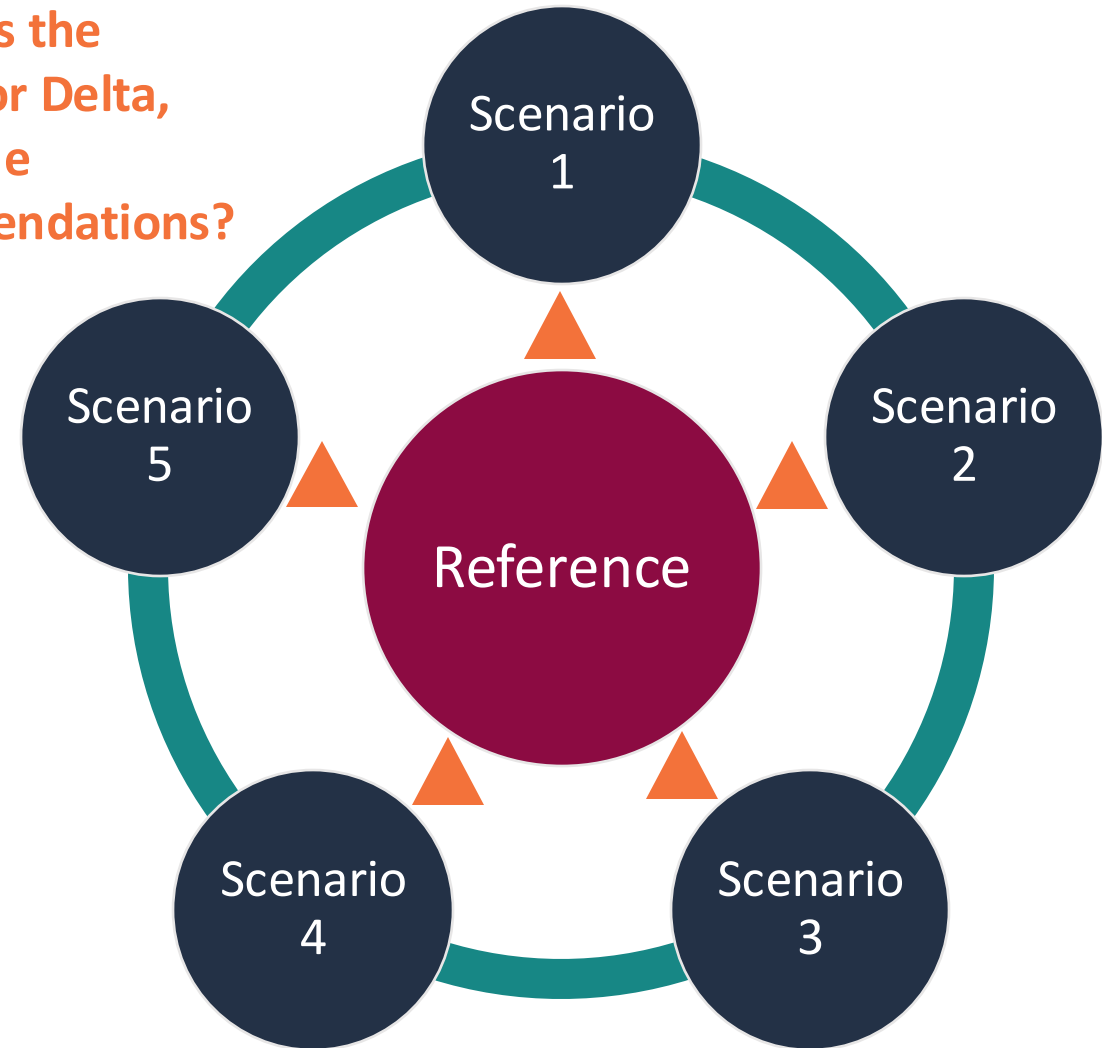 s the
or Delta,
e
endations?
Scenario
1
Scenario
5
Scenario
2
Reference
Scenario
4
Scenario
3